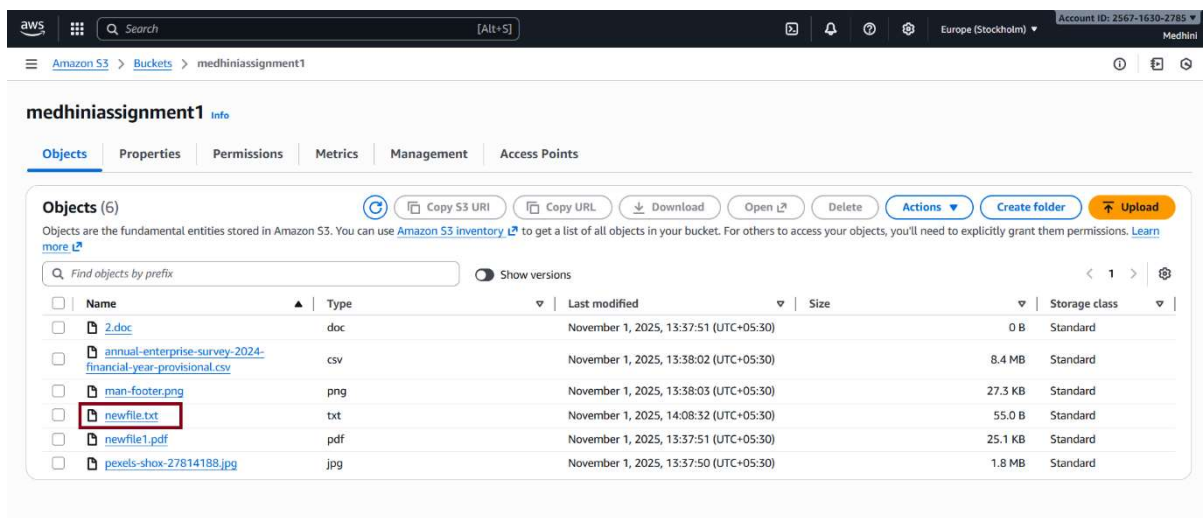 aws Search [Alt+S] Europe (Stockholm) Account ID: 2567-1630-2785
Medhini
Amazon S3 > Buckets > medhiniassignment1
medhiniassignment1 Info
Objects Properties Permissions Metrics Management Access Points
Objects (6) Copy S3 URI Copy URL Download Open Delete Actions Create folder Upload
Objects are the fundamental entities stored in Amazon S3. You can use Amazon S3 inventory to get a list of all objects in your bucket. For others to access your objects, you'll need to explicitly grant them permissions. Learn
more
Find objects by prefix Show versions 1
Name Type Last modified Size Storage class
2.doc doc November 1, 2025, 13:37:51 (UTC+05:30) 0 B Standard
annual-enterprise-survey-2024-
financial-year-provisional.csv csv November 1, 2025, 13:38:02 (UTC+05:30) 8.4 MB Standard
man-footer.png png November 1, 2025, 13:38:03 (UTC+05:30) 27.3 KB Standard
newfile.txt txt November 1, 2025, 14:08:32 (UTC+05:30) 55.0 B Standard
newfile1.pdf pdf November 1, 2025, 13:37:51 (UTC+05:30) 25.1 KB Standard
pexels-shox-27814188.jpg jpg November 1, 2025, 13:37:50 (UTC+05:30) 1.8 MB Standard